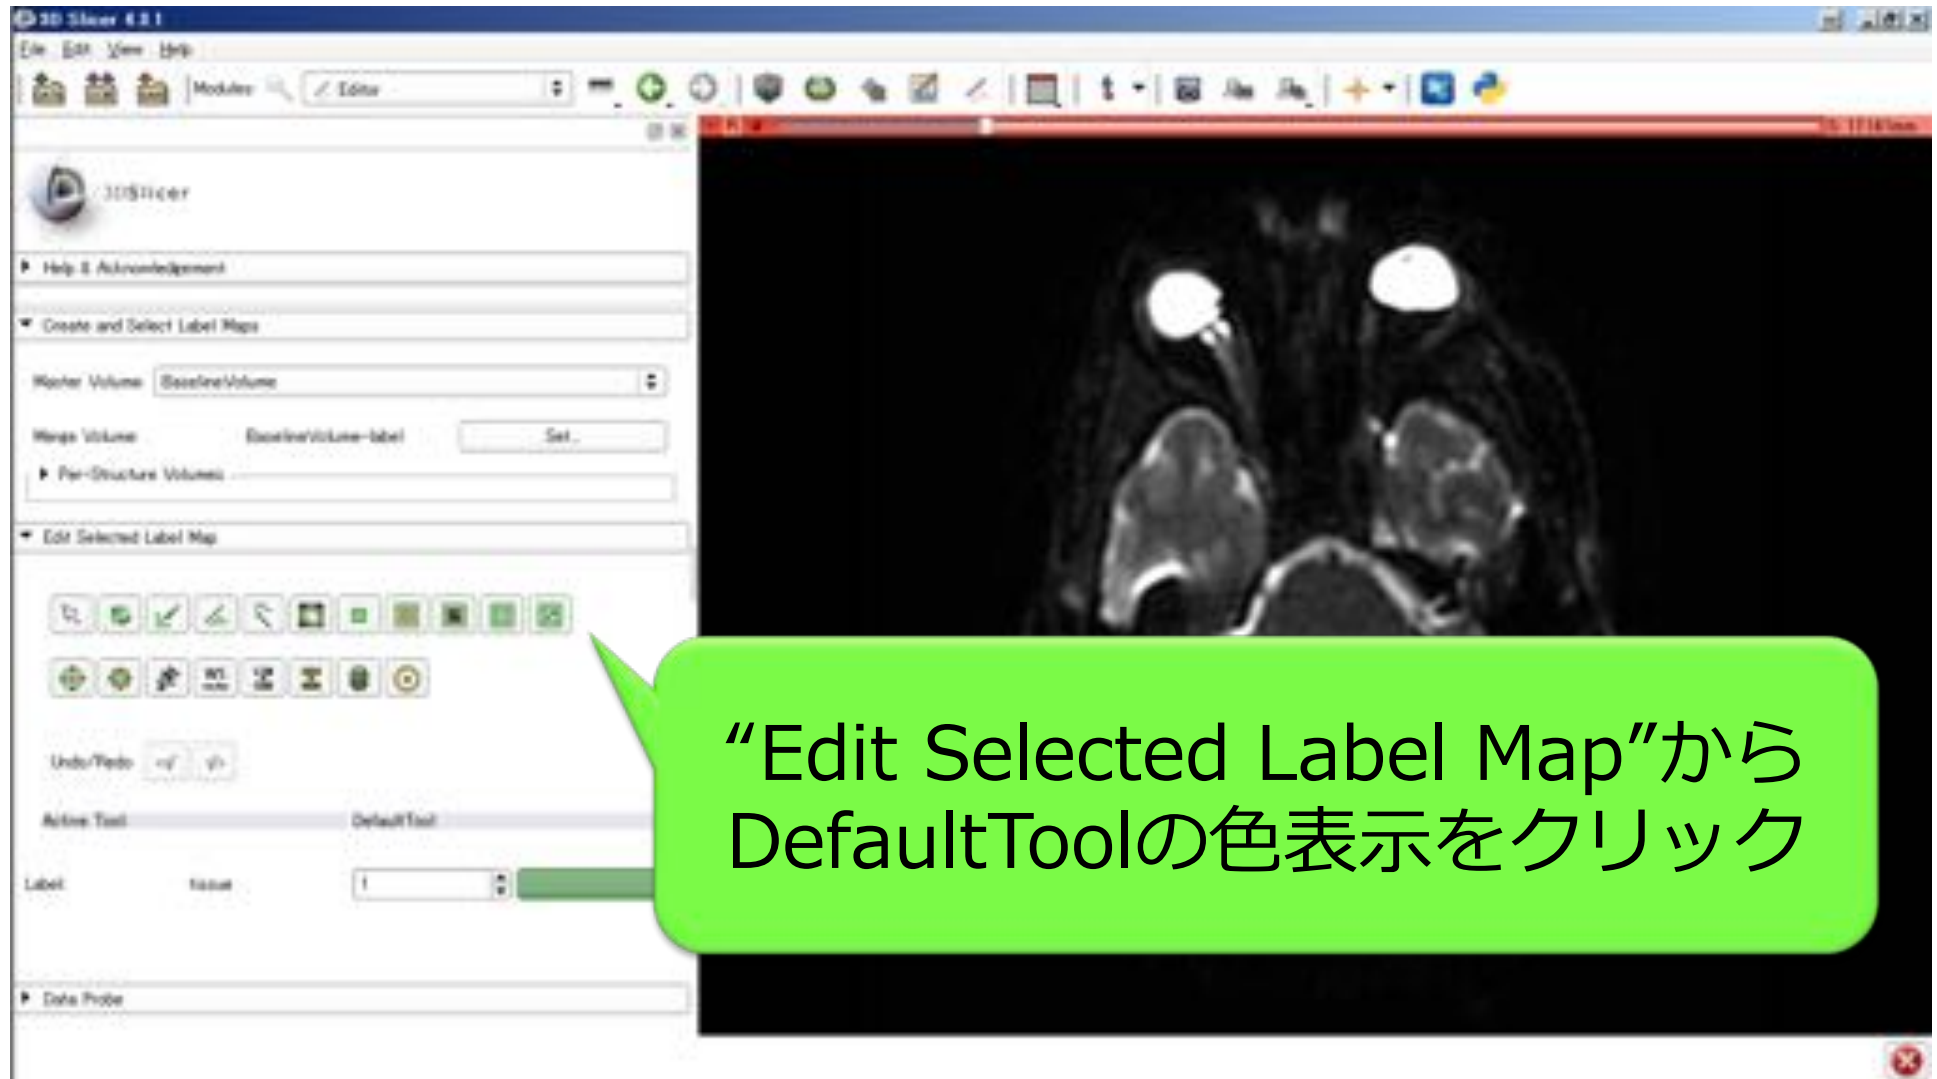 3D Slicer 4.3.1
File Edit View Help
Modules: Editor
3DSlicer
Help & Acknowledgement
Create and Select Label Maps
Master Volume: BaselineVolume
Merge Volume: BaselineVolume-label Set...
Per-Structure Volumes
Edit Selected Label Map
Undo/Redo:
Active Tool: DefaultTool
Label: tissue 1
Data Probe
“Edit Selected Label Map”から
DefaultToolの色表示をクリック